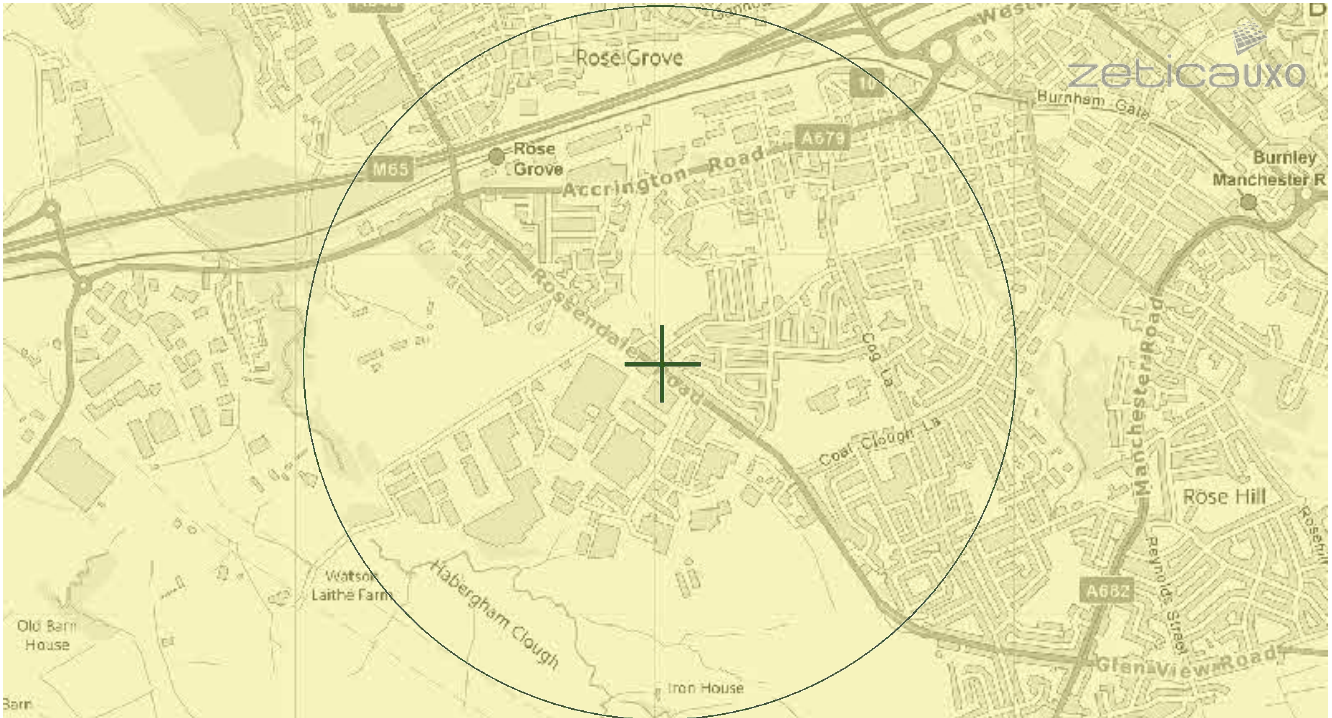 Rose Grove
Westway
zeticauxo
10
Burnham Gate
M65
Rose
Grove
A679
Accrington Road
Burnley
Manchester R
Rossendale Road
Cog La
Manchester Road
Coal Clough La
Rose Hill
Rosehill
Habergham Clough
Watson
Laithe Farm
A682
Reynolds Street
Old Barn
House
Glen View Road
Iron House
Barn